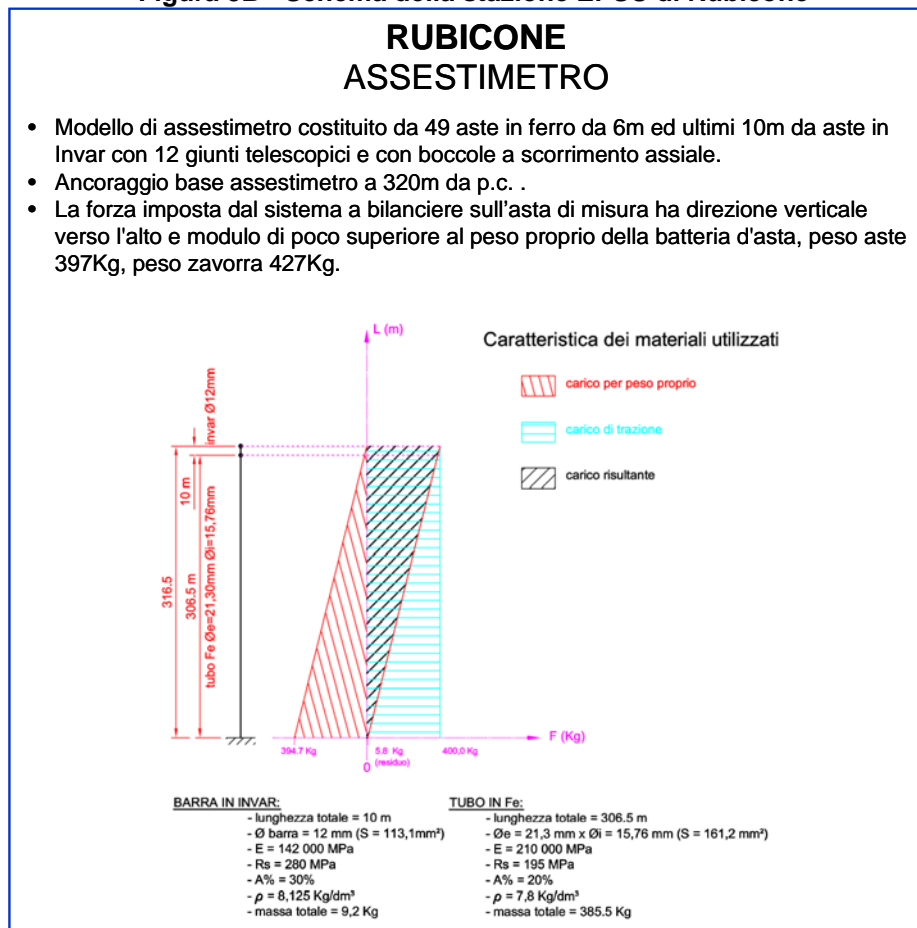 RUBICONE
ASSESTIMETRO
• Modello di assestimetro costituito da 49 aste in ferro da 6m ed ultimi 10m da aste in
Invar con 12 giunti telescopici e con boccole a scorrimento assiale.
• Ancoraggio base assestimetro a 320m da p.c. .
• La forza imposta dal sistema a bilanciere sull'asta di misura ha direzione verticale
verso l'alto e modulo di poco superiore al peso proprio della batteria d'asta, peso aste
397Kg, peso zavorra 427Kg.
L (m)
Caratteristica dei materiali utilizzati
carico per peso proprio
carico di trazione
carico risultante
invar Ø12mm
10 m
316.5
306.5 m
tubo Fe Øe=21,30mm Øi=15,76mm
F (Kg)
394.7 Kg
5.8 Kg
(residuo)
400,0 Kg
0
BARRA IN INVAR:
- lunghezza totale = 10 m
- Ø barra = 12 mm (S = 113,1mm²)
- E = 142 000 MPa
- Rs = 280 MPa
- A% = 30%
- ρ = 8,125 Kg/dm³
- massa totale = 9,2 Kg
TUBO IN Fe:
- lunghezza totale = 306.5 m
- Øe = 21,3 mm x Øi = 15,76 mm (S = 161,2 mm²)
- E = 210 000 MPa
- Rs = 195 MPa
- A% = 20%
- ρ = 7,8 Kg/dm³
- massa totale = 385.5 Kg